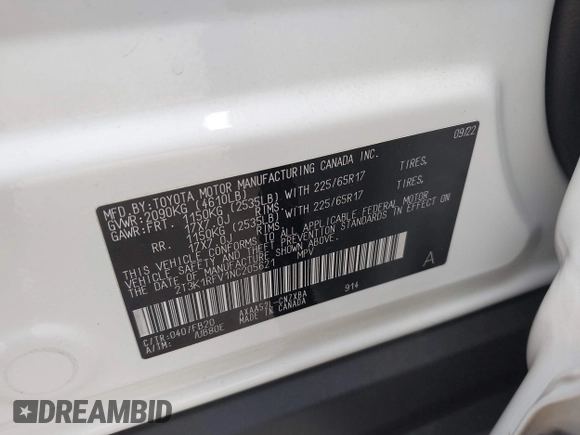 MFD.BY:TOYOTA MOTOR MANUFACTURING CANADA INC. 09/22
GVWR:2090KG (4610LB)
GAWR:FRT. 1150KG (2535LB) WITH 225/65R17 TIRES.
17X7.0J RIMS.
RR. 1150KG (2535LB) WITH 225/65R17 TIRES.
17X7.0J RIMS.
THIS VEHICLE CONFORMS TO ALL APPLICABLE FEDERAL MOTOR
VEHICLE SAFETY AND THEFT PREVENTION STANDARDS IN EFFECT ON
THE DATE OF MANUFACTURE SHOWN ABOVE.
2T3K1RFV1NC205621 MPV A
C/TR:040/FB20 AXAA52L-CNZXBA 914
A/TM: /UB80E MADE IN CANADA
DREAMBID